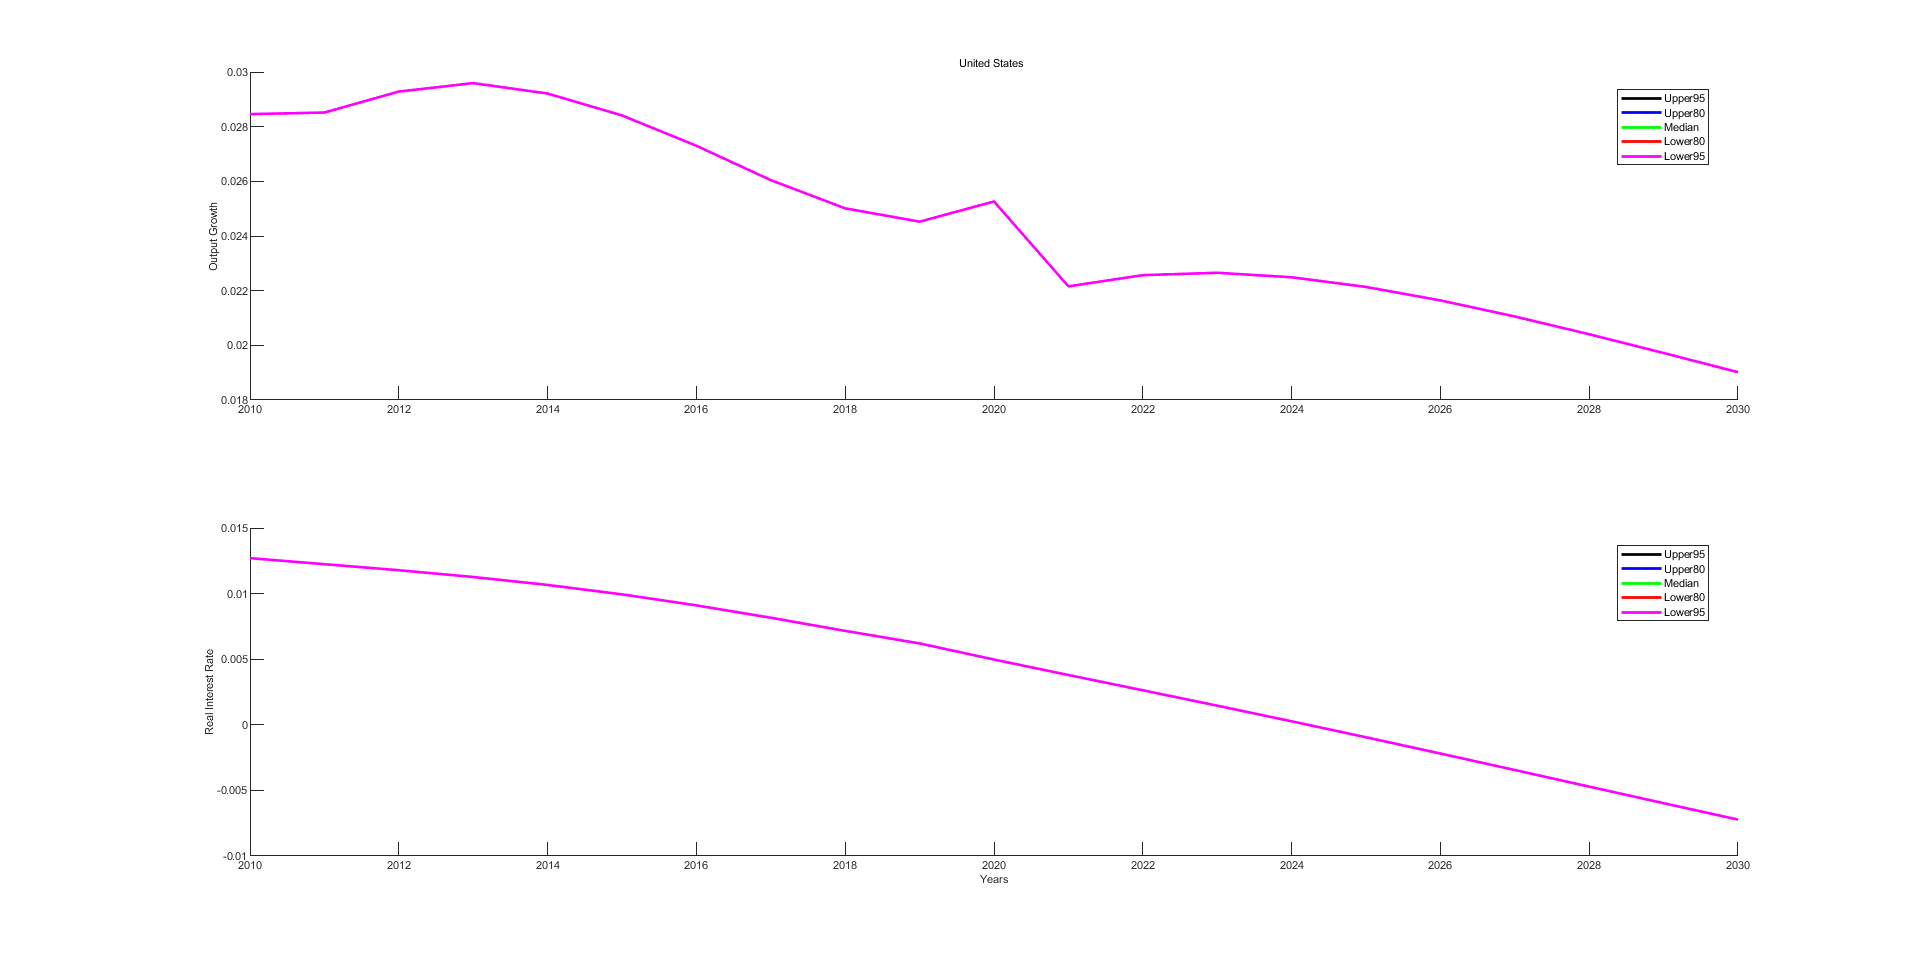 United States
0.03
0.028
0.026
0.024
0.022
0.02
0.018
Output Growth
2010 2012 2014 2016 2018 2020 2022 2024 2026 2028 2030
Upper95
Upper80
Median
Lower80
Lower95
0.015
0.01
0.005
0
-0.005
-0.01
Real Interest Rate
2010 2012 2014 2016 2018 2020 2022 2024 2026 2028 2030
Years
Upper95
Upper80
Median
Lower80
Lower95